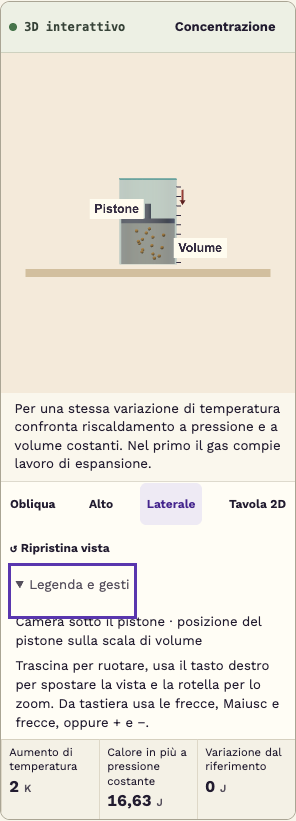 3D interattivo
Concentrazione
Pistone
Volume
Per una stessa variazione di temperatura
confronta riscaldamento a pressione e a
volume costanti. Nel primo il gas compie
lavoro di espansione.
Obliqua
Alto
Laterale
Tavola 2D
↺ Ripristina vista
▼ Legenda e gesti
Camera sotto il pistone · posizione del
pistone sulla scala di volume
Trascina per ruotare, usa il tasto destro
per spostare la vista e la rotella per lo
zoom. Da tastiera usa le frecce, Maiusc e
frecce, oppure + e −.
Aumento di
temperatura
2 K
Calore in più a
pressione
costante
16,63 J
Variazione dal
riferimento
0 J